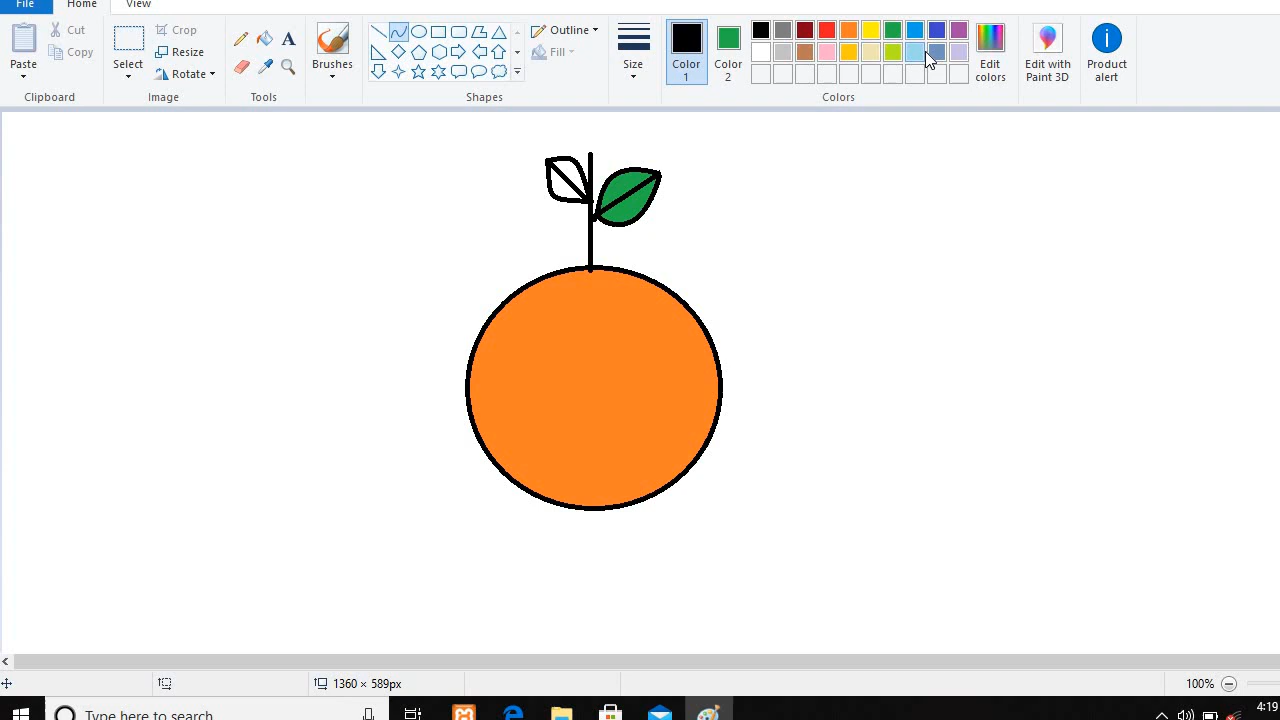 File Home View
Paste Cut Copy
Clipboard
Select Crop Resize Rotate
Image
A
Tools
Brushes
Outline Fill
Shapes
Size
Color 1 Color 2
Edit colors
Colors
Edit with Paint 3D
i
Product alert
1360 × 589px 100%
Type here to search 4:19